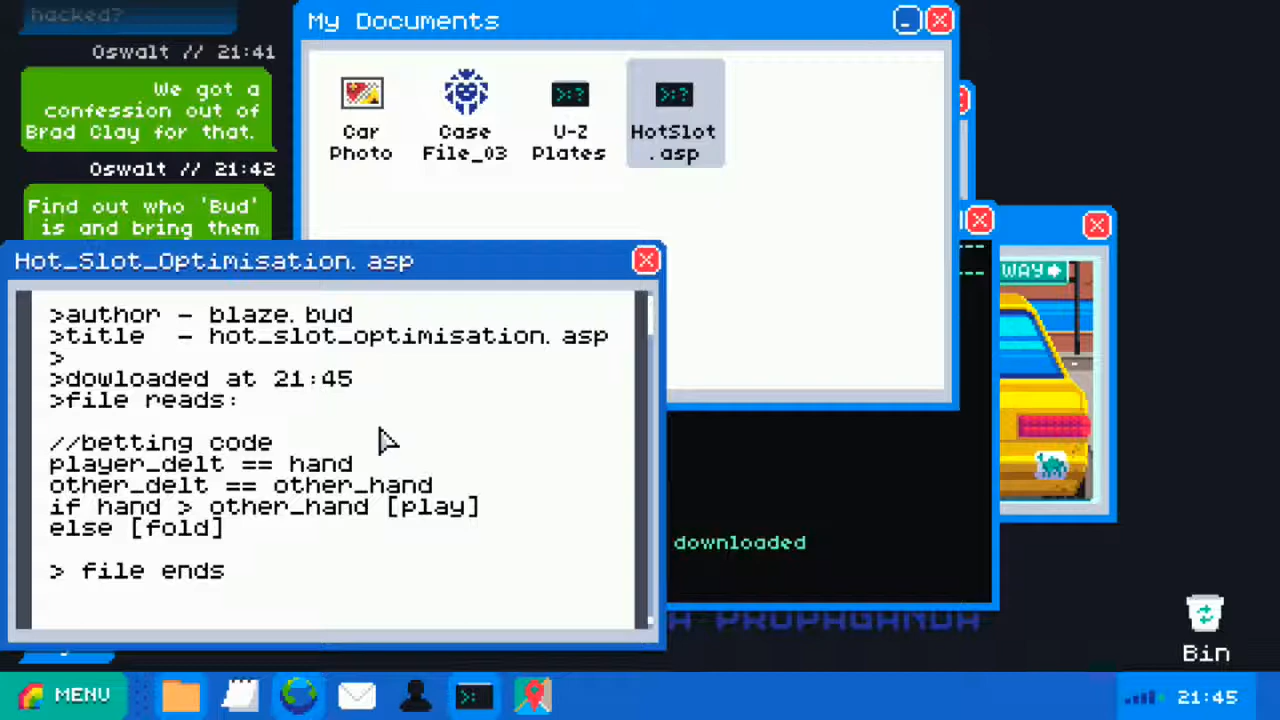 hacked?
Oswalt // 21:41
We got a
confession out of
Brad Clay for that.
Oswalt // 21:42
Find out who 'Bud'
is and bring them
My Documents
Car
Photo
Case
File_03
U-Z
Plates
HotSlot
.asp
Hot_Slot_Optimisation. asp
>author - blaze. bud
>title - hot_slot_optimisation. asp
>
>dowloaded at 21:45
>file reads:
//betting code
player_delt == hand
other_delt == other_hand
if hand > other_hand [play]
else [fold]
> file ends
WAY
downloaded
A PROPAGANDA
Bin
MENU
21:45